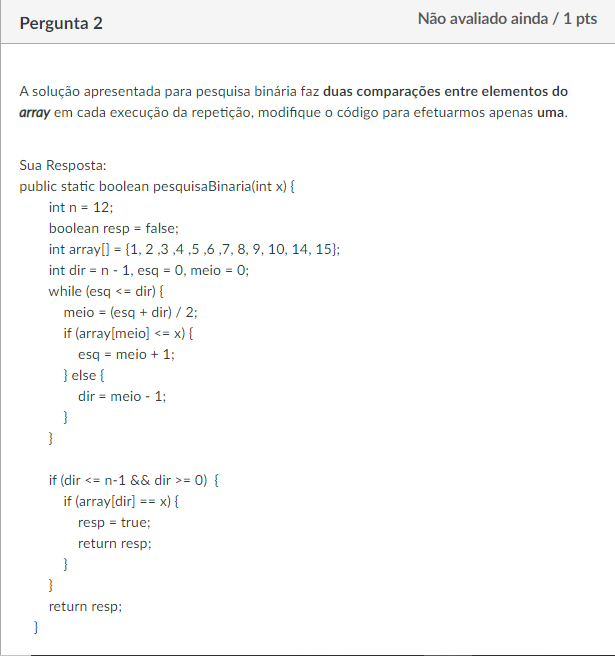 Pergunta 2
Não avaliado ainda / 1 pts
A solução apresentada para pesquisa binária faz duas comparações entre elementos do
array em cada execução da repetição, modifique o código para efetuarmos apenas uma.
Sua Resposta:
public static boolean pesquisaBinaria(int x) {
int n = 12;
boolean resp = false;
int array[] = {1, 2 ,3 ,4 ,5 ,6 ,7, 8, 9, 10, 14, 15};
int dir = n - 1, esq = 0, meio = 0;
while (esq <= dir) {
meio = (esq + dir) / 2;
if (array[meio] <= x) {
esq = meio + 1;
} else {
dir = meio - 1;
}
}
if (dir <= n-1 && dir >= 0)  {
if (array[dir] == x) {
resp = true;
return resp;
}
}
return resp;
}